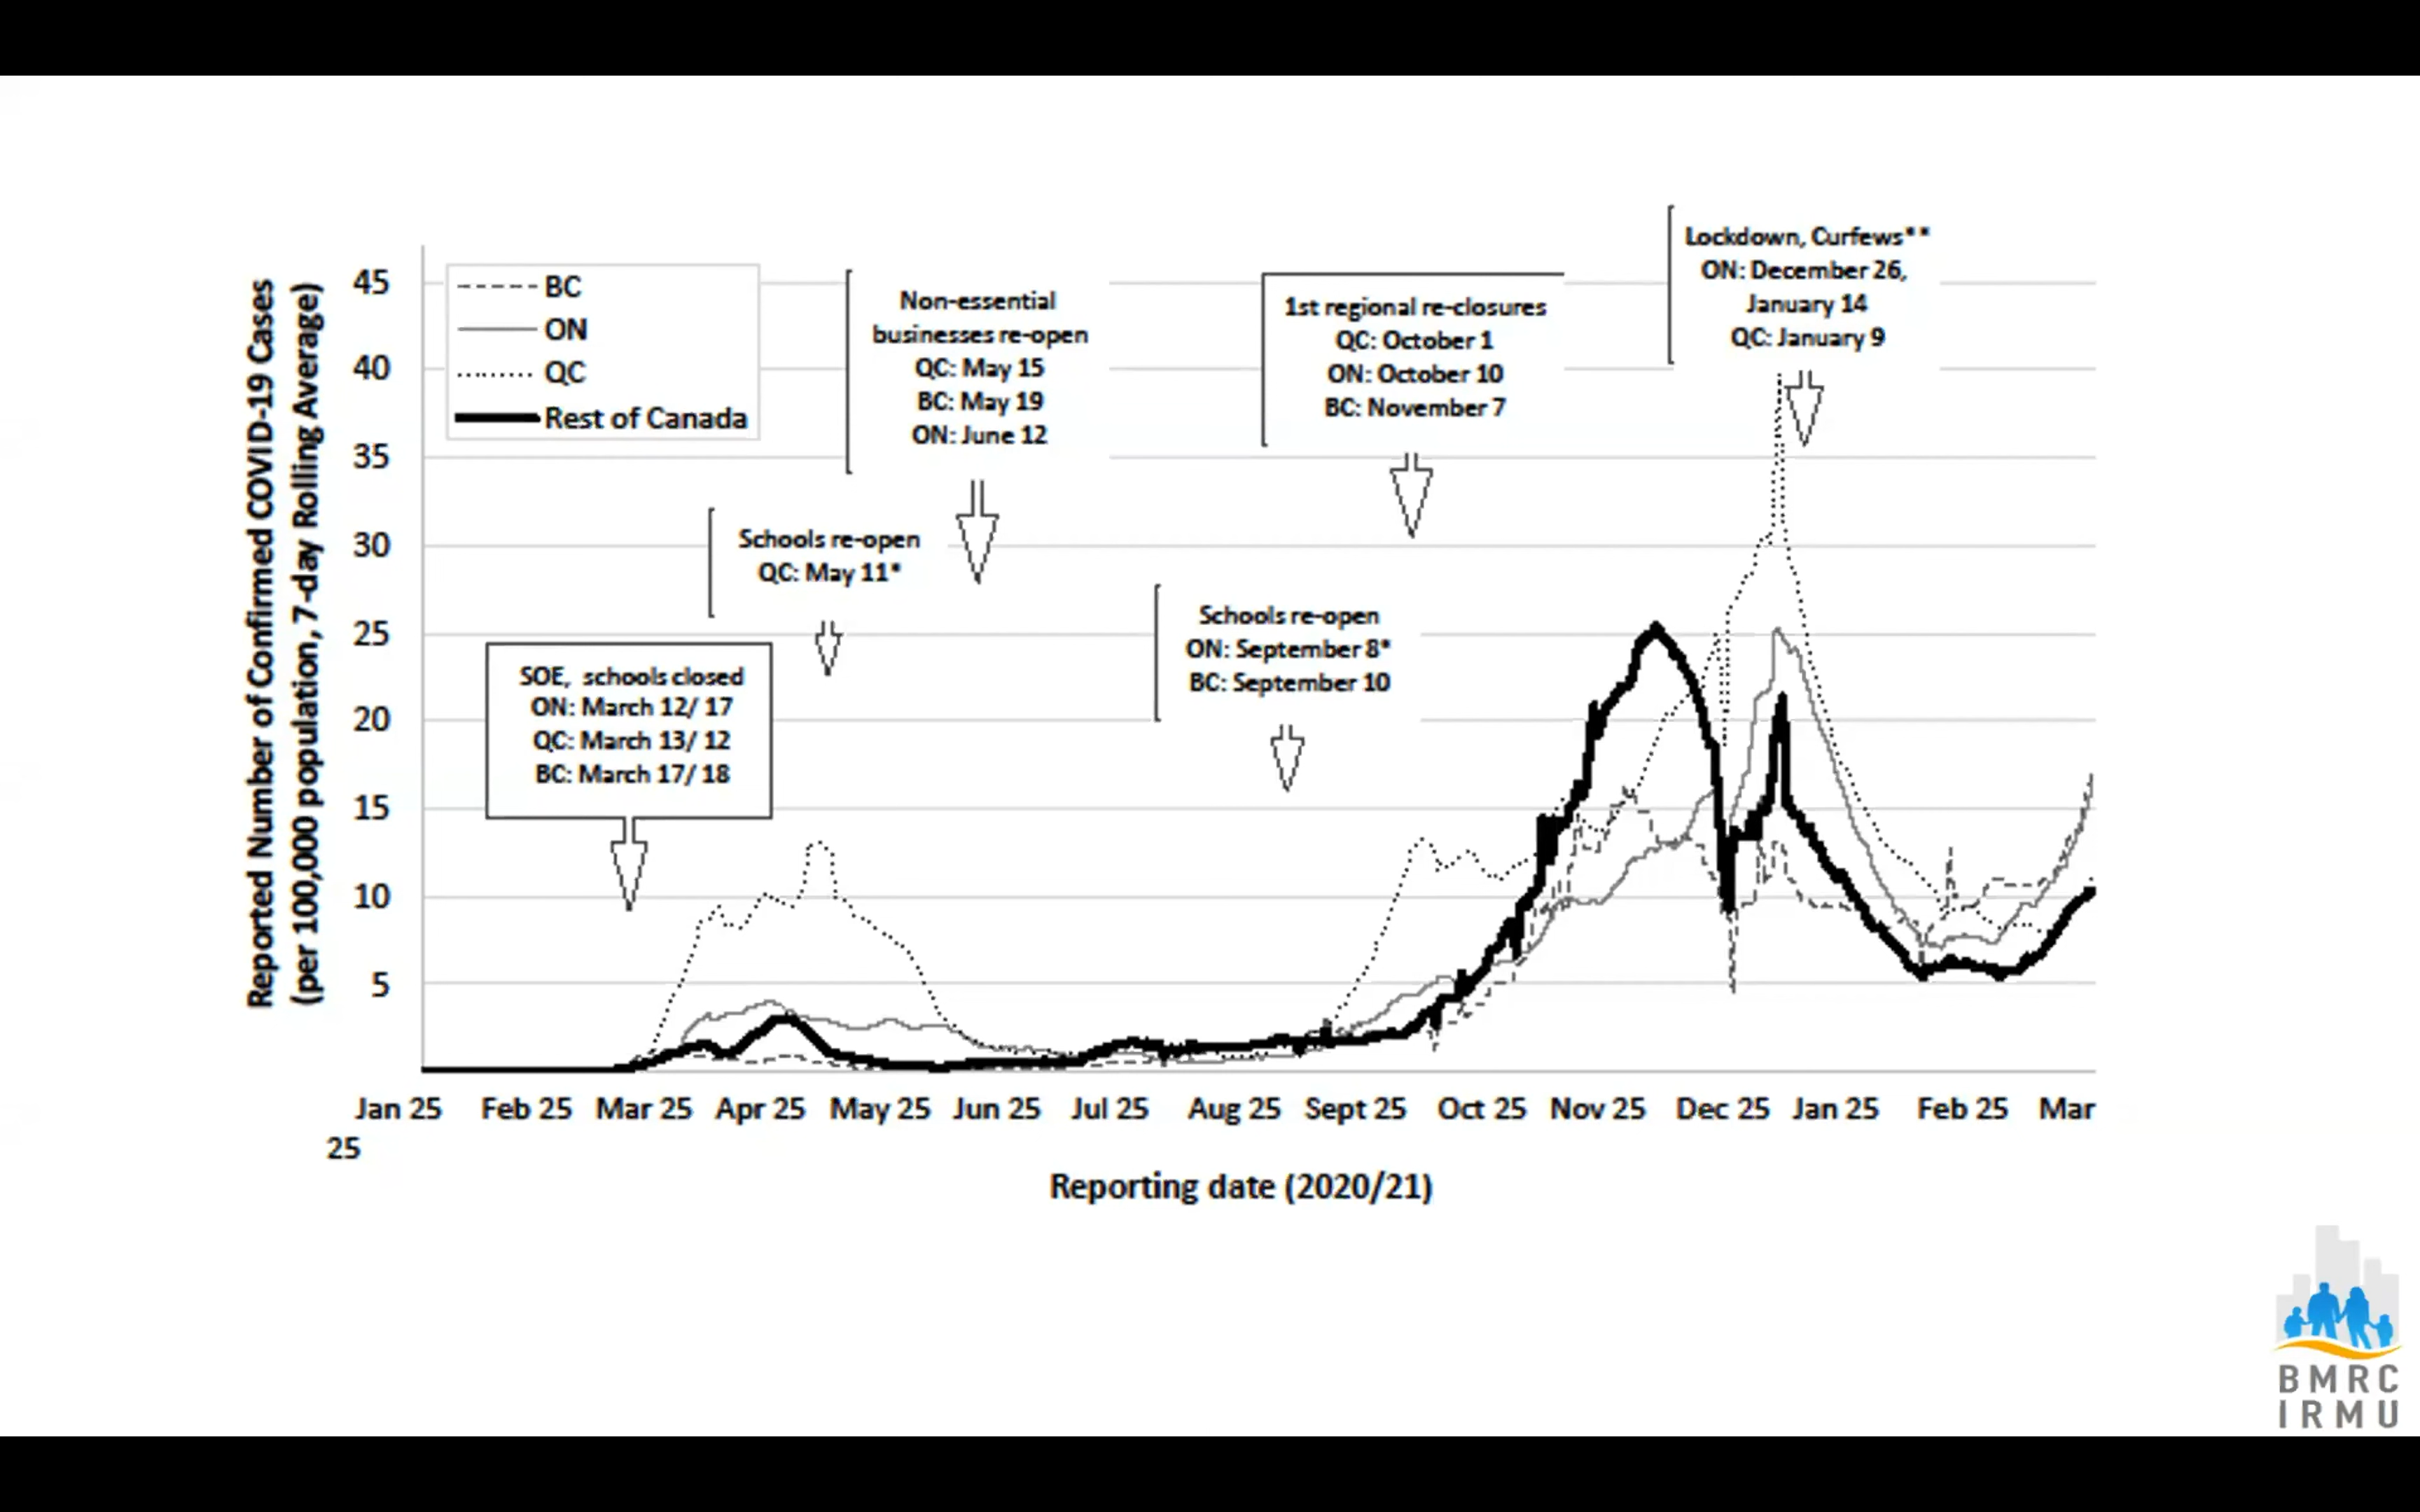 Reported Number of Confirmed COVID-19 Cases
(per 100,000 population, 7-day Rolling Average)
45
40
35
30
25
20
15
10
5
BC
ON
QC
Rest of Canada
SOE, schools closed
ON: March 12/ 17
QC: March 13/ 12
BC: March 17/ 18
Schools re-open
QC: May 11*
Non-essential
businesses re-open
QC: May 15
BC: May 19
ON: June 12
Schools re-open
ON: September 8*
BC: September 10
1st regional re-closures
QC: October 1
ON: October 10
BC: November 7
Lockdown, Curfews**
ON: December 26,
January 14
QC: January 9
Jan 25 Feb 25 Mar 25 Apr 25 May 25 Jun 25 Jul 25 Aug 25 Sept 25 Oct 25 Nov 25 Dec 25 Jan 25 Feb 25 Mar
25
Reporting date (2020/21)
BMRC
IRMU